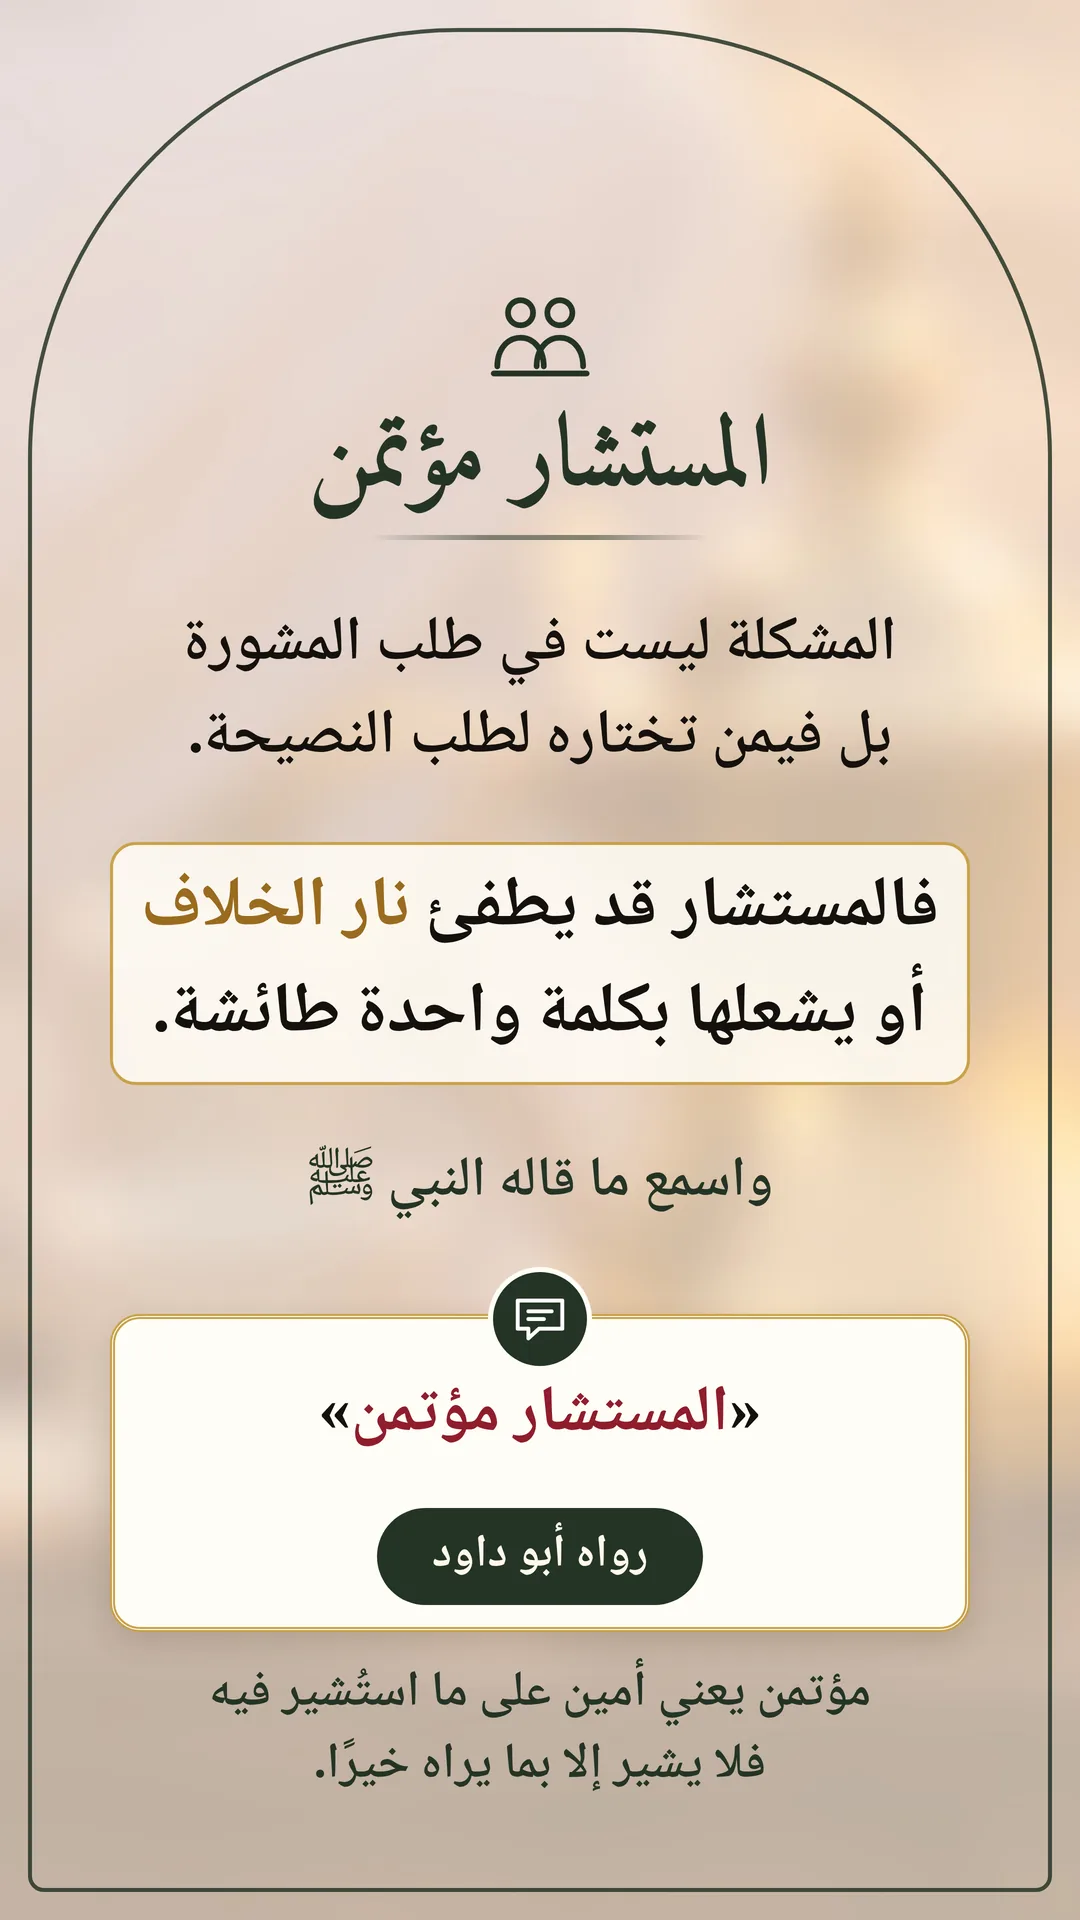 المستشار مؤتمن
المشكلة ليست في طلب المشورة
بل فيمن تختاره لطلب النصيحة.
فالمستشار قد يطفئ نار الخلاف
أو يشعلها بكلمة واحدة طائشة.
واسمع ما قاله النبي ﷺ
«المستشار مؤتمن»
رواه أبو داود
مؤتمن يعني أمين على ما استُشير فيه
فلا يشير إلا بما يراه خيرًا.